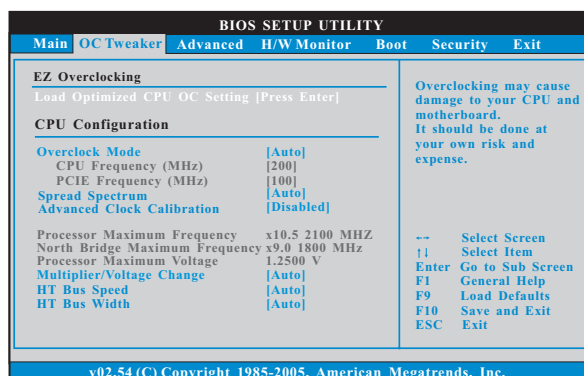 BIOS SETUP UTILITY
Main OC Tweaker Advanced H/W Monitor Boot Security Exit
EZ Overclocking
Load Optimized CPU OC Setting [Press Enter]
CPU Configuration
Overclock Mode [Auto]
CPU Frequency (MHz) [200]
PCIE Frequency (MHz) [100]
Spread Spectrum [Auto]
Advanced Clock Calibration [Disabled]
Processor Maximum Frequency x10.5 2100 MHZ
North Bridge Maximum Frequency x9.0 1800 MHz
Processor Maximum Voltage 1.2500 V
Multiplier/Voltage Change [Auto]
HT Bus Speed [Auto]
HT Bus Width [Auto]
Overclocking may cause
damage to your CPU and
motherboard.
It should be done at
your own risk and
expense.
←→ Select Screen
↑↓ Select Item
Enter Go to Sub Screen
F1 General Help
F9 Load Defaults
F10 Save and Exit
ESC Exit
v02.54 (C) Copyright 1985-2005, American Megatrends, Inc.